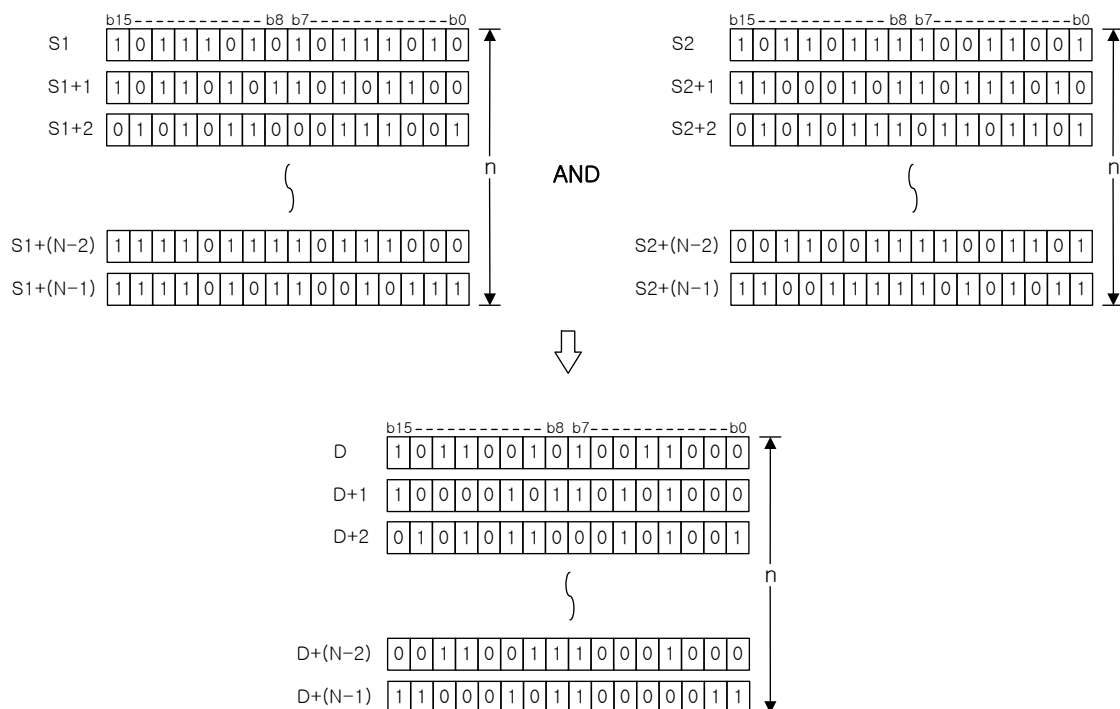 b15------------b8 b7------------b0
S1 1 0 1 1 1 0 1 0 1 0 1 1 1 0 1 0
S1+1 1 0 1 1 0 1 0 1 1 0 1 0 1 1 0 0
S1+2 0 1 0 1 0 1 1 0 0 0 1 1 1 0 0 1
n
S1+(N-2) 1 1 1 1 0 1 1 1 1 0 1 1 1 0 0 0
S1+(N-1) 1 1 1 1 0 1 0 1 1 0 0 1 0 1 1 1
AND
b15------------b8 b7------------b0
S2 1 0 1 1 0 1 1 1 1 0 0 1 1 0 0 1
S2+1 1 1 0 0 0 1 0 1 1 0 1 1 1 0 1 0
S2+2 0 1 0 1 0 1 1 1 0 1 1 0 1 1 0 1
n
S2+(N-2) 0 0 1 1 0 0 1 1 1 1 0 0 1 1 0 1
S2+(N-1) 1 1 0 0 1 1 1 1 1 0 1 0 1 0 1 1
b15------------b8 b7------------b0
D 1 0 1 1 0 0 1 0 1 0 0 1 1 0 0 0
D+1 1 0 0 0 0 1 0 1 1 0 1 0 1 0 0 0
D+2 0 1 0 1 0 1 1 0 0 0 1 0 1 0 0 1
n
D+(N-2) 0 0 1 1 0 0 1 1 1 0 0 0 1 0 0 0
D+(N-1) 1 1 0 0 0 1 0 1 1 0 0 0 0 0 1 1